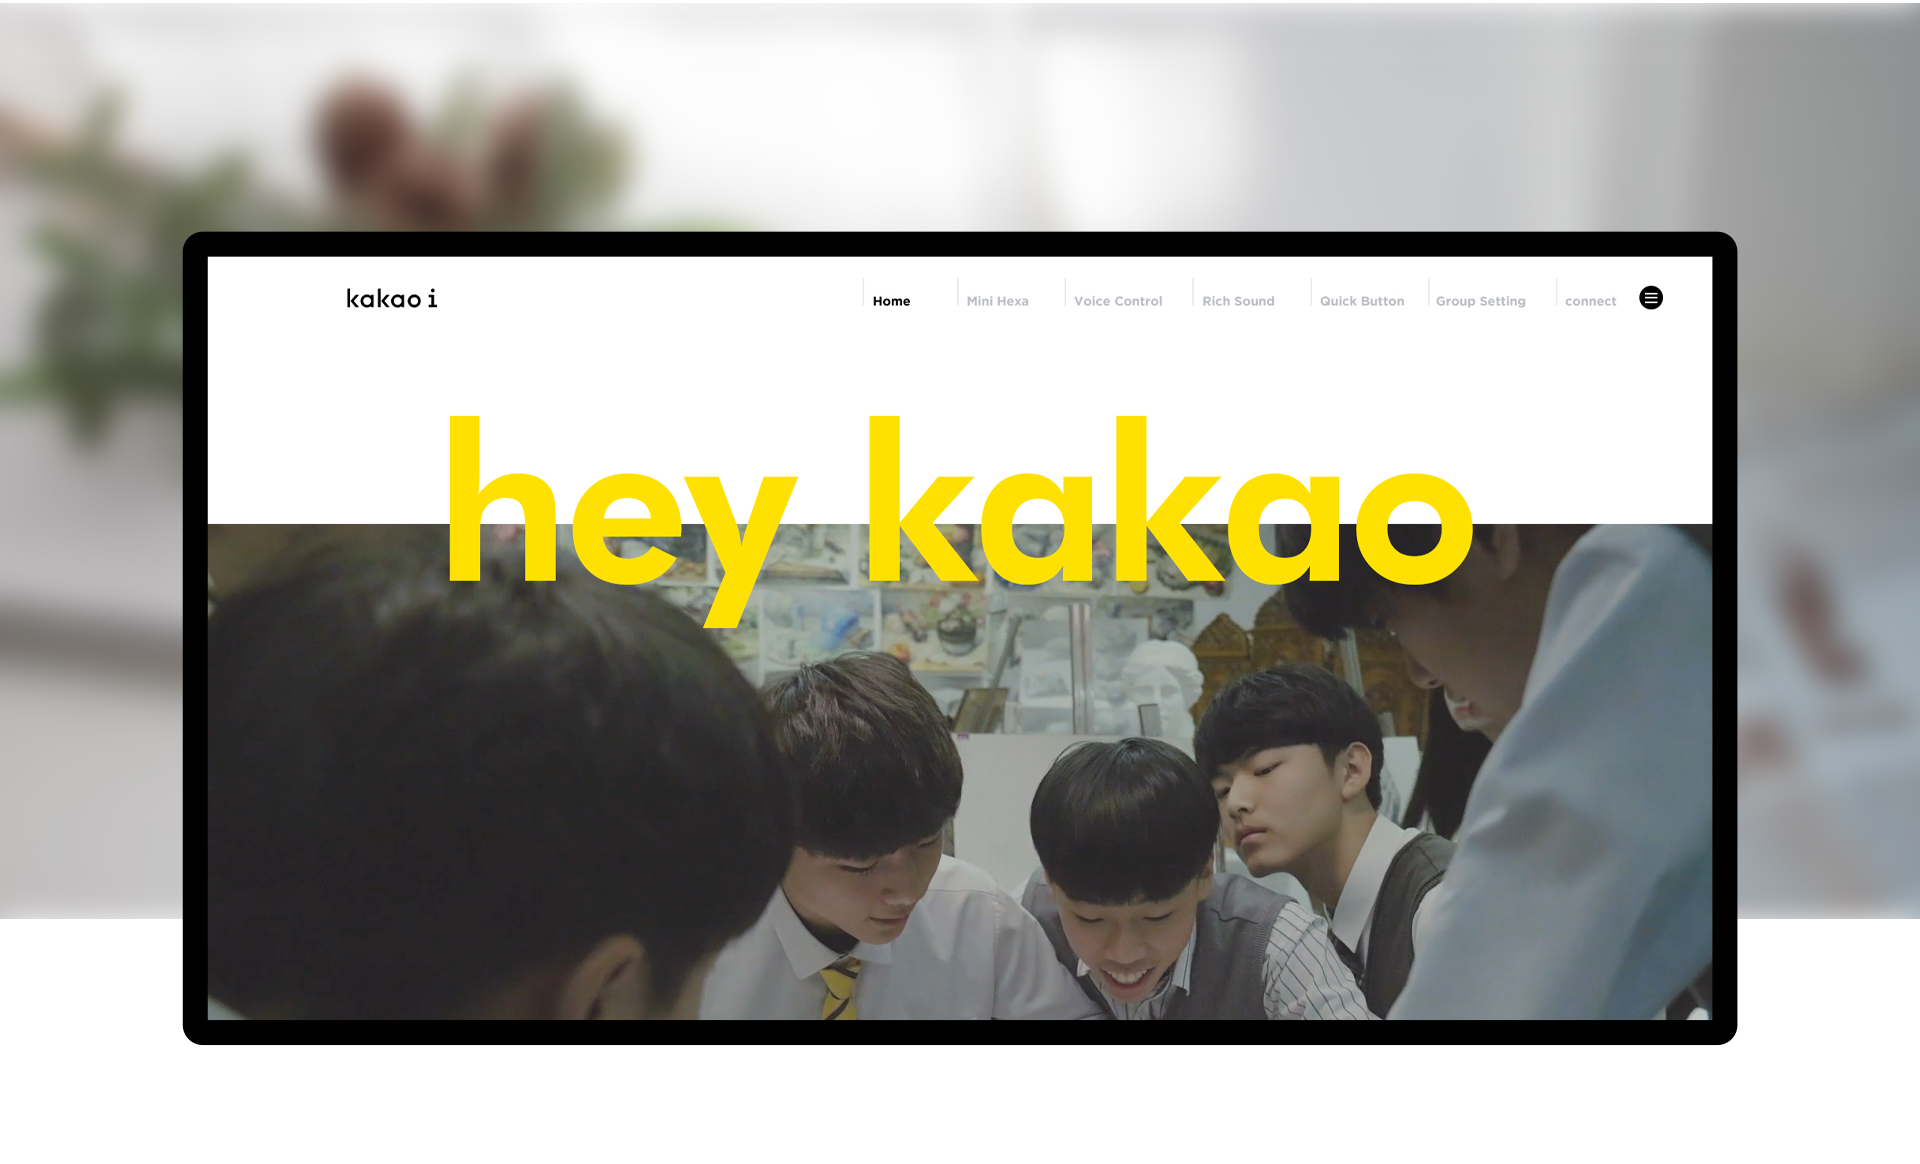 kakao i
Home Mini Hexa Voice Control Rich Sound Quick Button Group Setting connect
hey kakao